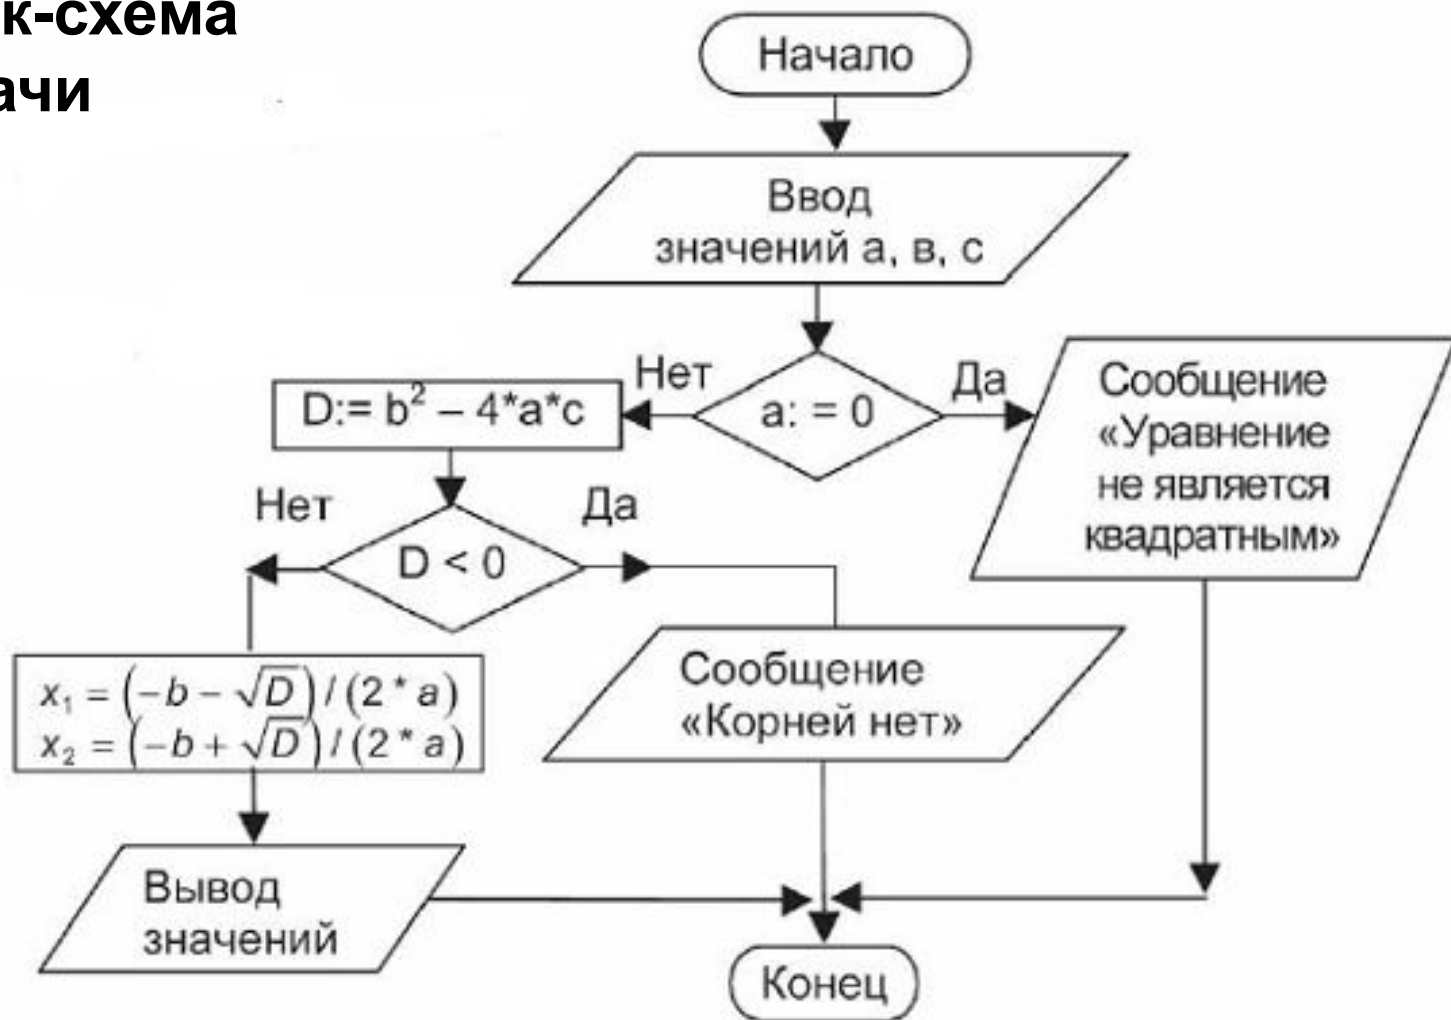 к-схема
ачи
Начало
Ввод
значений а, в, с
Нет
Да
a: = 0
D:= b² – 4*a*c
Сообщение
«Уравнение
не является
квадратным»
Нет
Да
D < 0
x₁ = (-b - √D) / (2 * a)
x₂ = (-b + √D) / (2 * a)
Сообщение
«Корней нет»
Вывод
значений
Конец